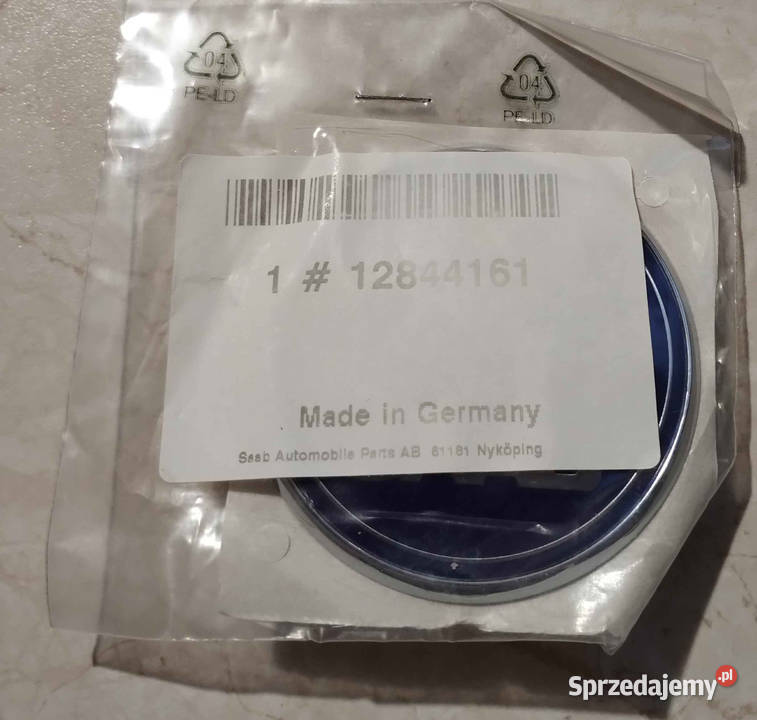 04
PE-LD
04
PE-LD
1 # 12844161
Made in Germany
Saab Automobile Parts AB 61181 Nyköping
Sprzedajemy.pl